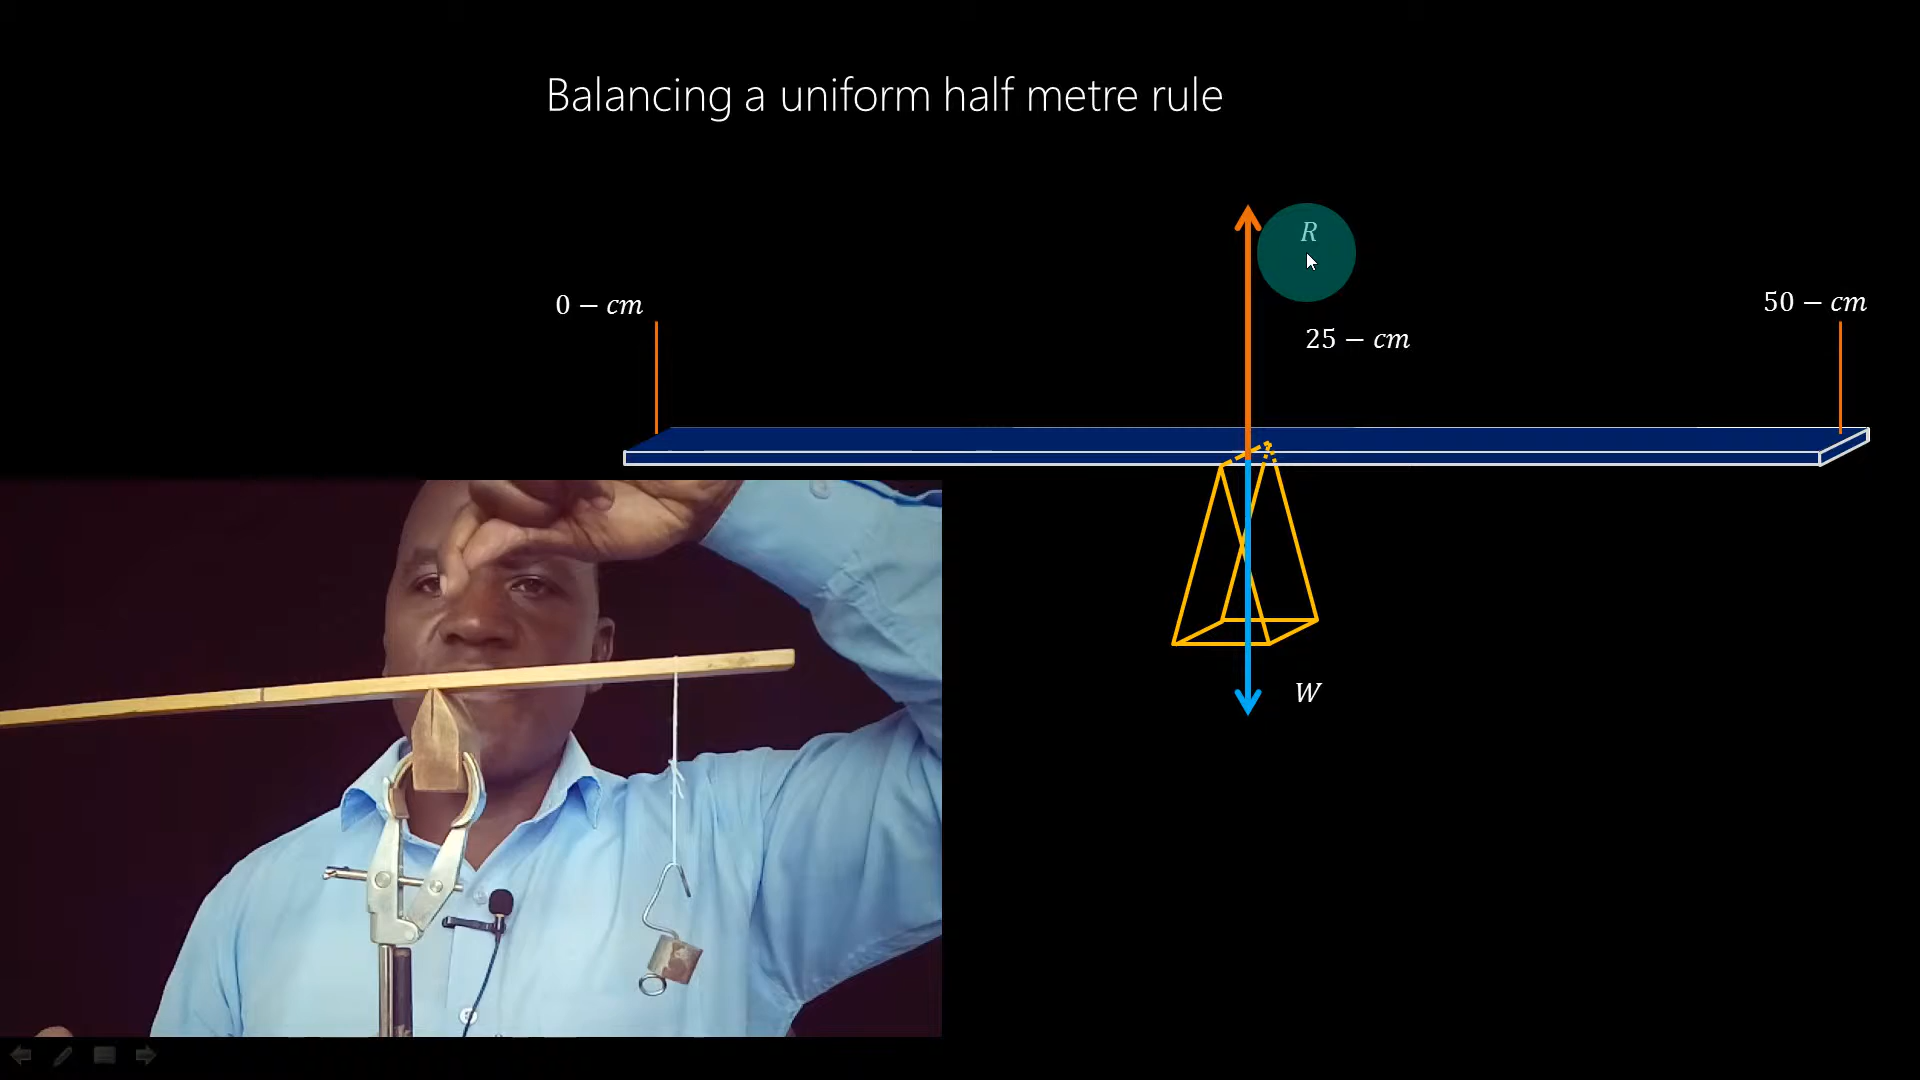 Balancing a uniform half metre rule
R
0 – cm
50 – cm
25 – cm
W